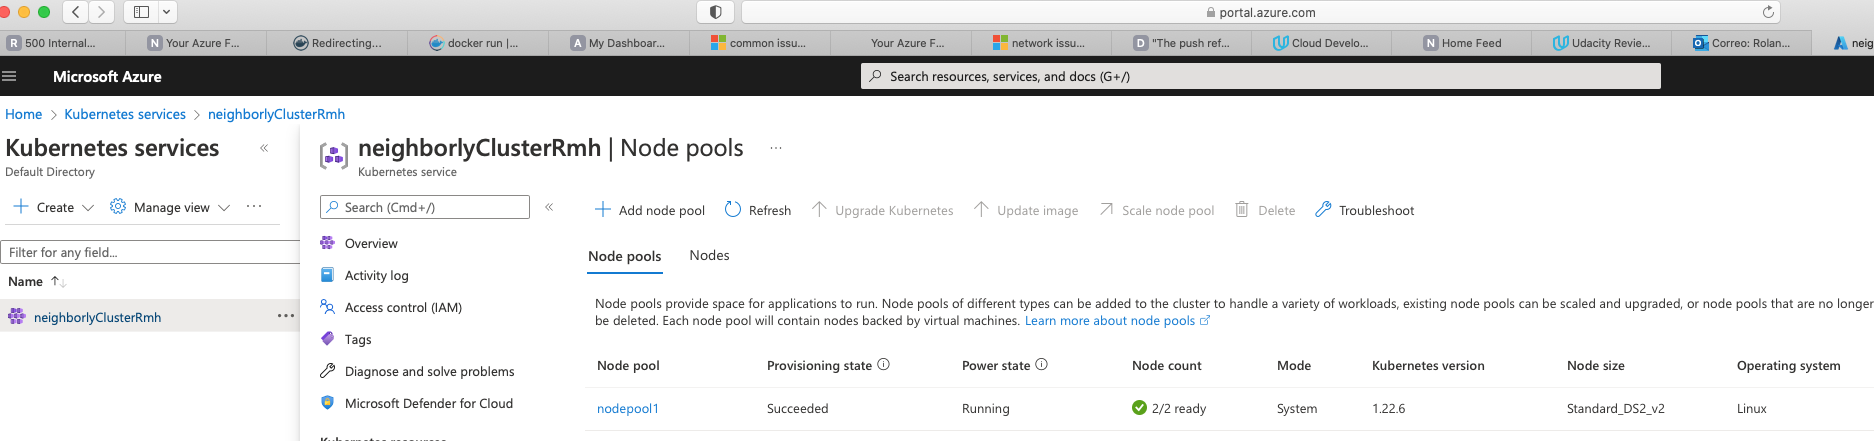 portal.azure.com
R 500 Internal...
N Your Azure F...
Redirecting...
docker run |...
A My Dashboar...
common issu...
Your Azure F...
network issu...
D "The push ref...
Cloud Develo...
N Home Feed
Udacity Revie...
Correo: Rolan...
neig
Microsoft Azure
Search resources, services, and docs (G+/)
Home > Kubernetes services > neighborlyClusterRmh
Kubernetes services «
Default Directory
Create
Manage view
...
Filter for any field...
Name ↑↓
neighborlyClusterRmh ...
neighborlyClusterRmh | Node pools ...
Kubernetes service
Search (Cmd+/) «
Overview
Activity log
Access control (IAM)
Tags
Diagnose and solve problems
Microsoft Defender for Cloud
Kubernetes resources
Add node pool
Refresh
Upgrade Kubernetes
Update image
Scale node pool
Delete
Troubleshoot
Node pools
Nodes
Node pools provide space for applications to run. Node pools of different types can be added to the cluster to handle a variety of workloads, existing node pools can be scaled and upgraded, or node pools that are no longer
be deleted. Each node pool will contain nodes backed by virtual machines. Learn more about node pools
Node pool Provisioning state Power state Node count Mode Kubernetes version Node size Operating system
nodepool1 Succeeded Running 2/2 ready System 1.22.6 Standard_DS2_v2 Linux